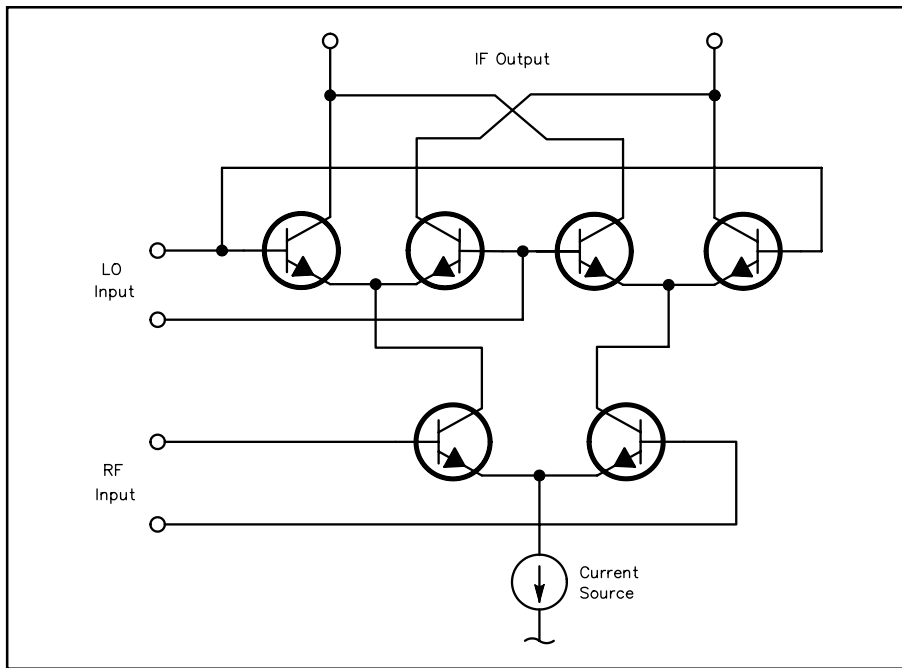 IF Output
LO
Input
RF
Input
Current
Source